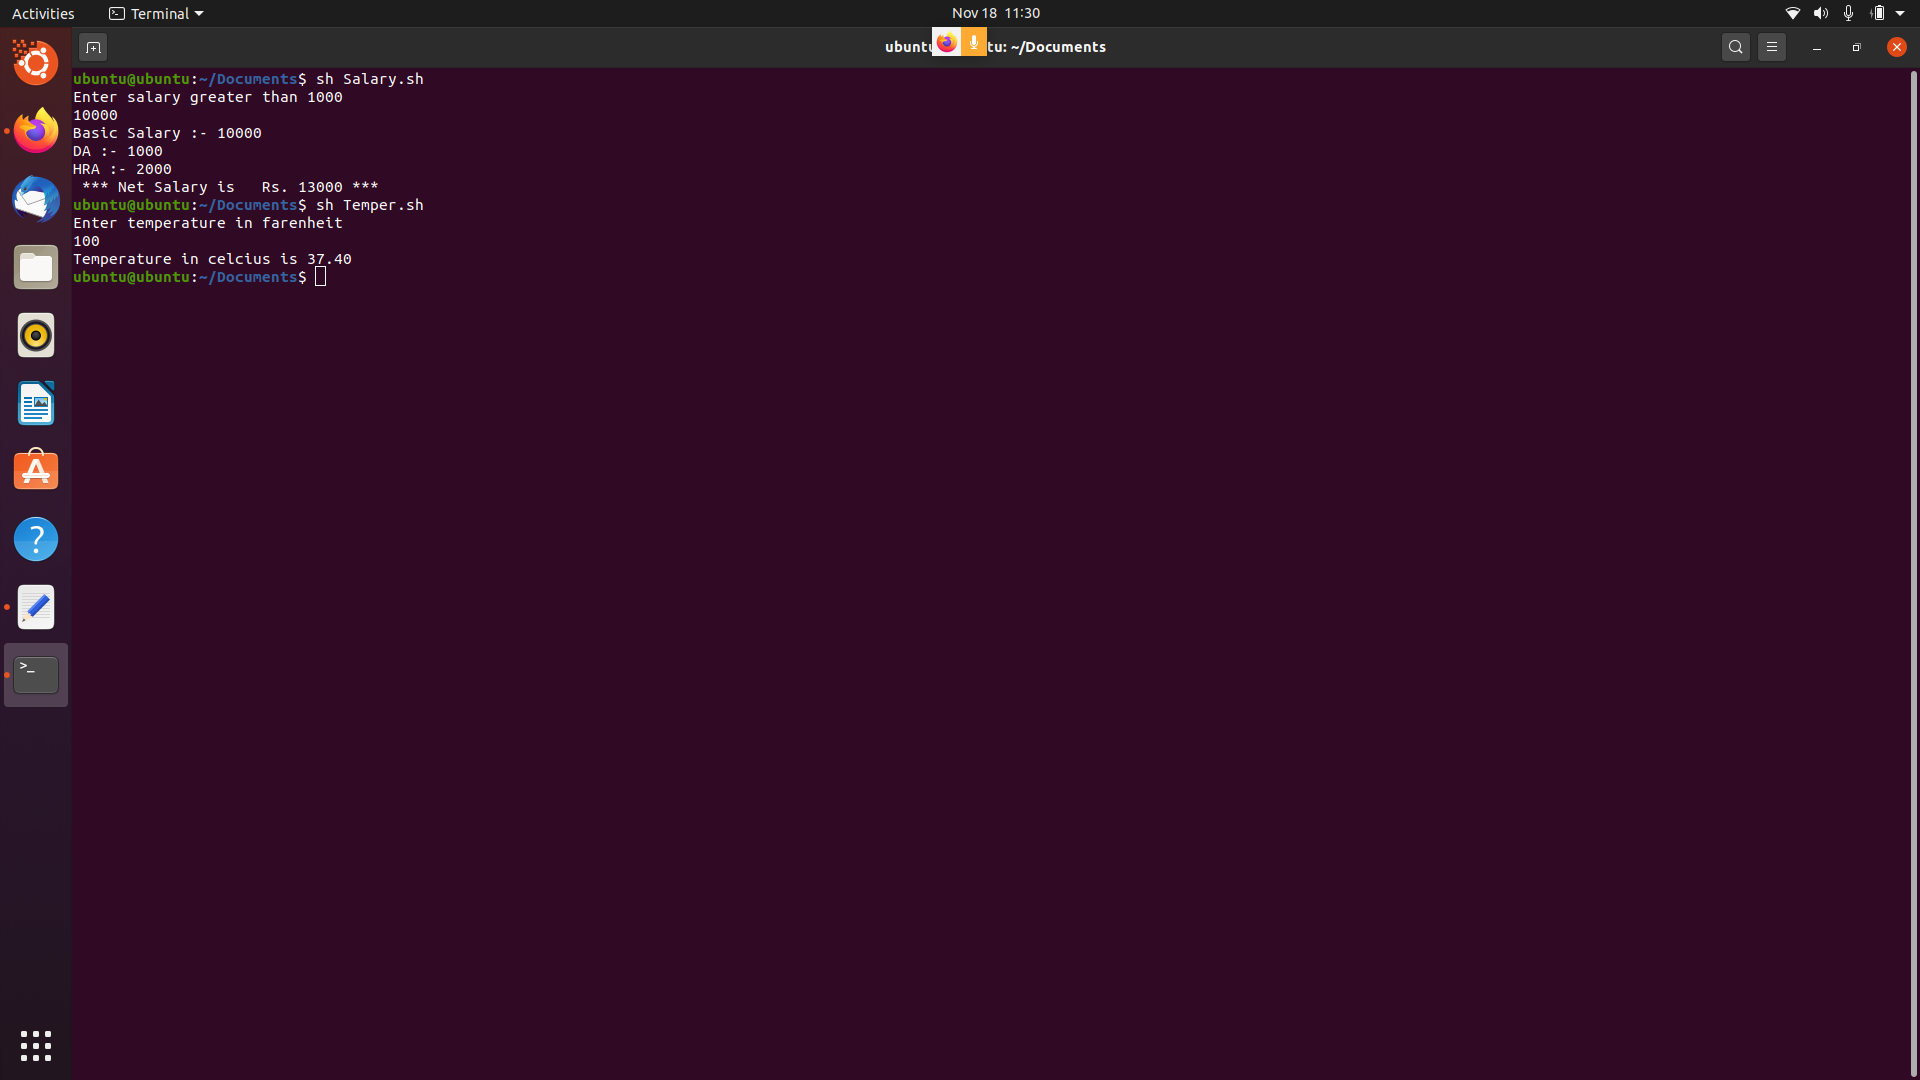 Activities
Terminal
Nov 18 11:30
ubuntu tu: ~/Documents
ubuntu@ubuntu:~/Documents$ sh Salary.sh
Enter salary greater than 1000
10000
Basic Salary :- 10000
DA :- 1000
HRA :- 2000
*** Net Salary is   Rs. 13000 ***
ubuntu@ubuntu:~/Documents$ sh Temper.sh
Enter temperature in farenheit
100
Temperature in celcius is 37.40
ubuntu@ubuntu:~/Documents$